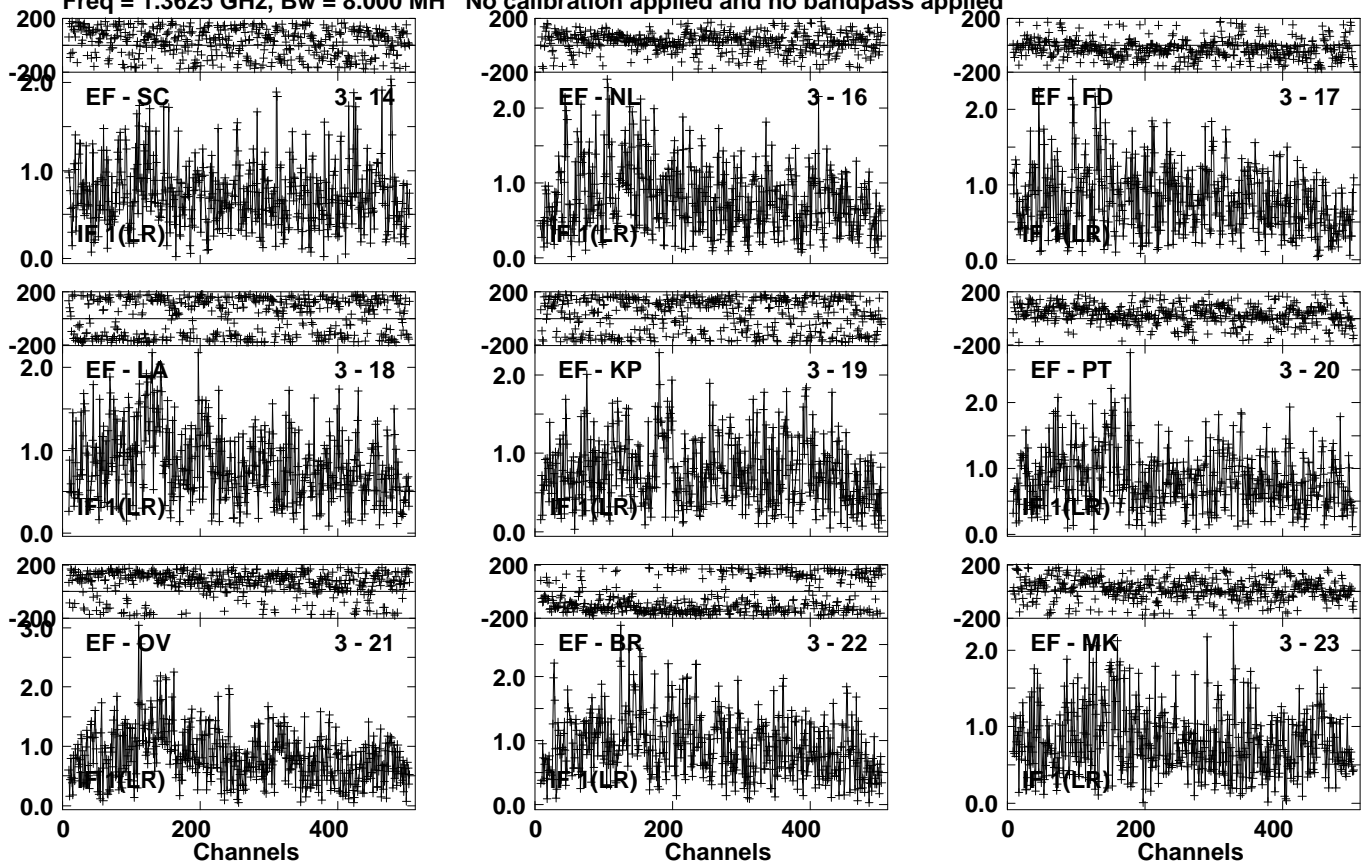 Freq = 1.3625 GHz, Bw = 8.000 MH No calibration applied and no bandpass applied
200 200 200
-200 -200 -200
2.0 EF - SC 3 - 14 2.0 EF - NL 3 - 16 2.0 EF - FD 3 - 17
1.0 1.0 1.0
IF 1(LR) IF 1(LR) IF 1(LR)
0.0 0.0 0.0
200 200 200
-200 -200 -200
2.0 EF - LA 3 - 18 2.0 EF - KP 3 - 19 2.0 EF - PT 3 - 20
1.0 1.0 1.0
IF 1(LR) IF 1(LR) IF 1(LR)
0.0 0.0 0.0
200 200 200
-200 -200 -200
3.0 EF - OV 3 - 21 EF - BR 3 - 22 EF - MK 3 - 23
2.0 2.0 2.0
1.0 1.0 1.0
IF 1(LR) IF 1(LR) IF 1(LR)
0.0 0.0 0.0
0 200 400 0 200 400 0 200 400
Channels Channels Channels